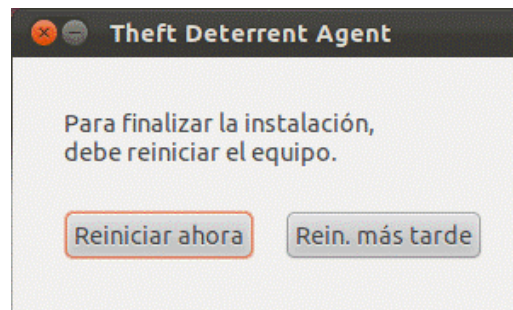 Theft Deterrent Agent
Para finalizar la instalación,
debe reiniciar el equipo.
Reiniciar ahora
Rein. más tarde